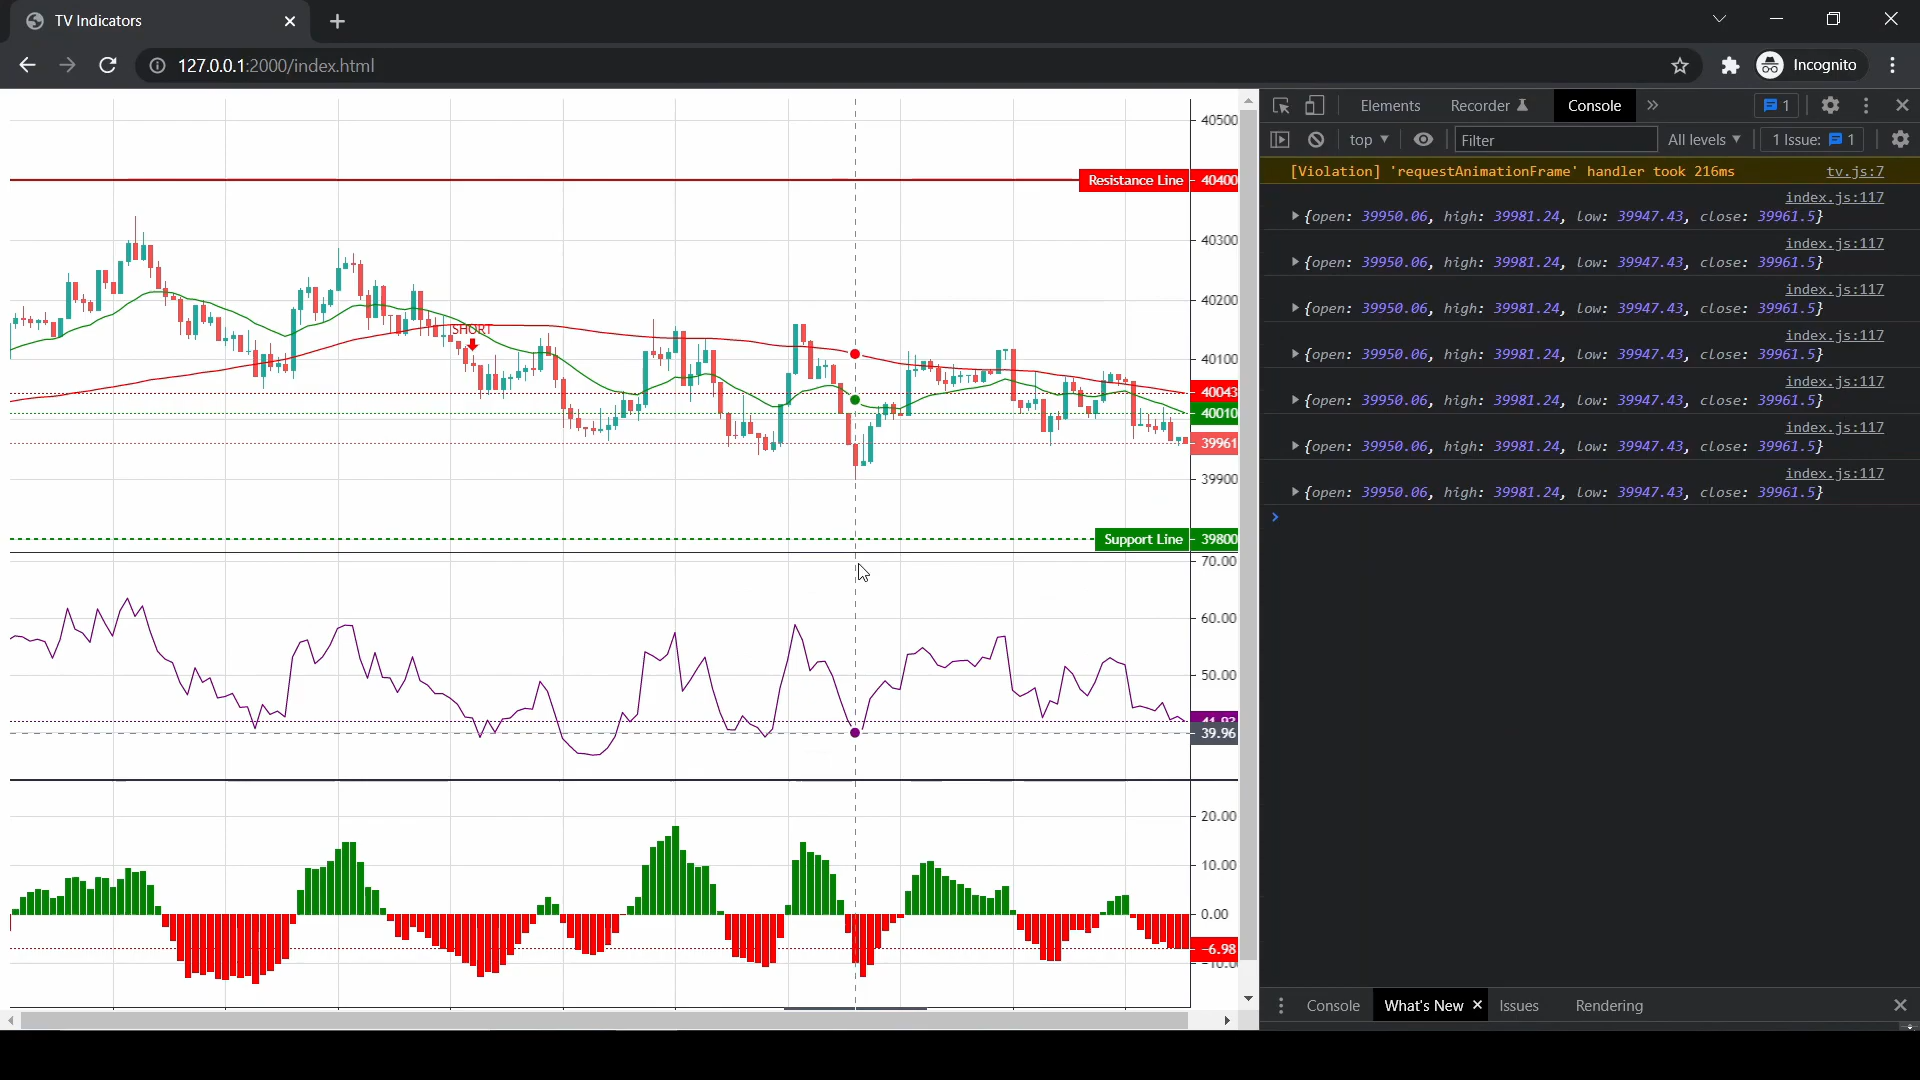 TV Indicators
127.0.0.1:2000/index.html
Incognito
40500
Resistance Line 40400
40300
40200
SHORT
40100
40043
40010
39961
39900
Support Line 39800
70.00
60.00
50.00
41.93
39.96
20.00
10.00
0.00
-6.98
-10.0
Elements Recorder Console 1
top Filter All levels 1 Issue: 1
[Violation] 'requestAnimationFrame' handler took 216ms tv.js:7
index.js:117
{open: 39950.06, high: 39981.24, low: 39947.43, close: 39961.5}
index.js:117
{open: 39950.06, high: 39981.24, low: 39947.43, close: 39961.5}
index.js:117
{open: 39950.06, high: 39981.24, low: 39947.43, close: 39961.5}
index.js:117
{open: 39950.06, high: 39981.24, low: 39947.43, close: 39961.5}
index.js:117
{open: 39950.06, high: 39981.24, low: 39947.43, close: 39961.5}
index.js:117
{open: 39950.06, high: 39981.24, low: 39947.43, close: 39961.5}
index.js:117
{open: 39950.06, high: 39981.24, low: 39947.43, close: 39961.5}
Console What's New Issues Rendering